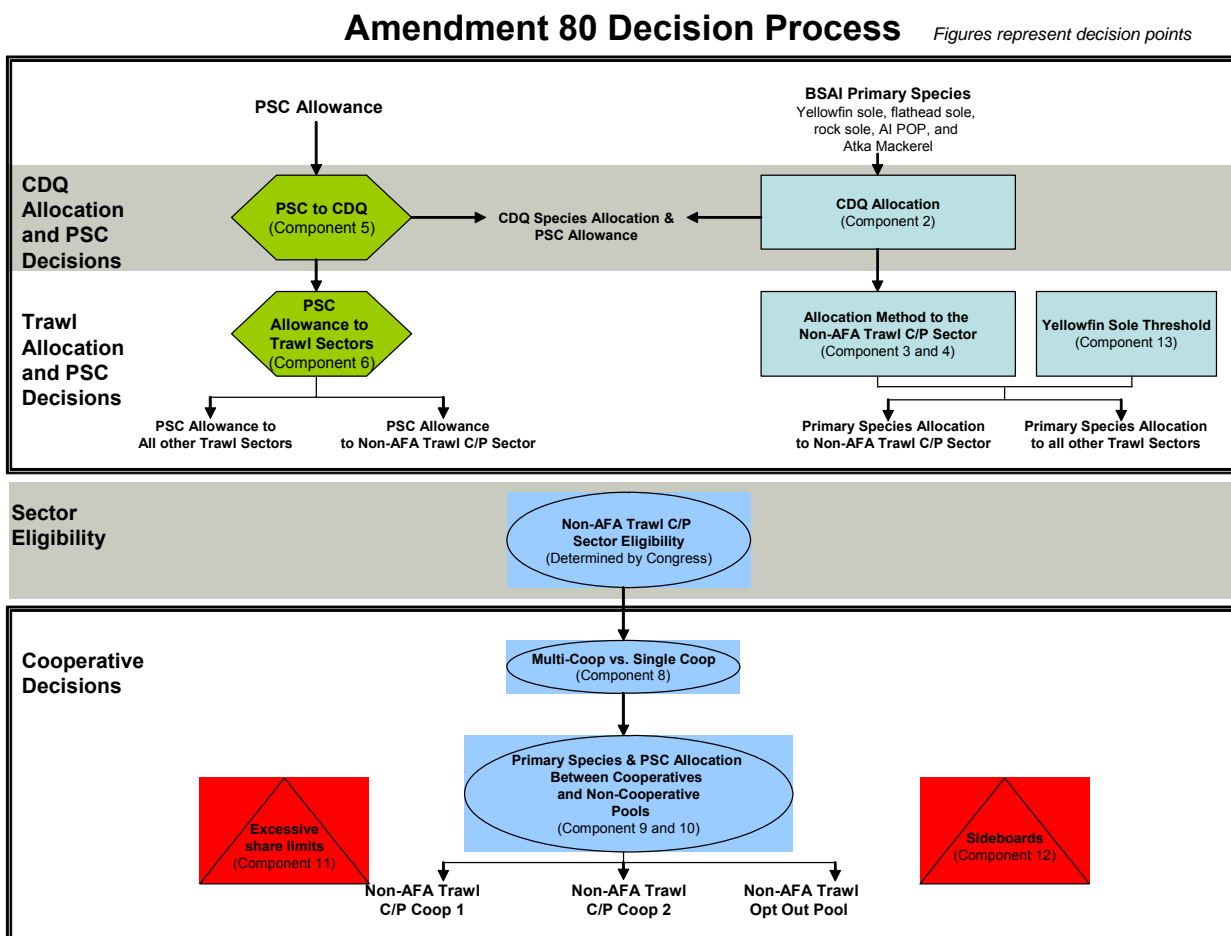 Amendment 80 Decision Process
Figures represent decision points
PSC Allowance
BSAI Primary Species
Yellowfin sole, flathead sole,
rock sole, AI POP, and
Atka Mackerel
CDQ
Allocation
and PSC
Decisions
PSC to CDQ
(Component 5)
CDQ Species Allocation &
PSC Allowance
CDQ Allocation
(Component 2)
Trawl
Allocation
and PSC
Decisions
PSC
Allowance to
Trawl Sectors
(Component 6)
Allocation Method to the
Non-AFA Trawl C/P Sector
(Component 3 and 4)
Yellowfin Sole Threshold
(Component 13)
PSC Allowance to
All other Trawl Sectors
PSC Allowance
to Non-AFA Trawl C/P Sector
Primary Species Allocation
to Non-AFA Trawl C/P Sector
Primary Species Allocation
to all other Trawl Sectors
Sector
Eligibility
Non-AFA Trawl C/P
Sector Eligibility
(Determined by Congress)
Cooperative
Decisions
Multi-Coop vs. Single Coop
(Component 8)
Primary Species & PSC Allocation
Between Cooperatives
and Non-Cooperative
Pools
(Component 9 and 10)
Excessive
share limits
(Component 11)
Sideboards
(Component 12)
Non-AFA Trawl
C/P Coop 1
Non-AFA Trawl
C/P Coop 2
Non-AFA Trawl
Opt Out Pool